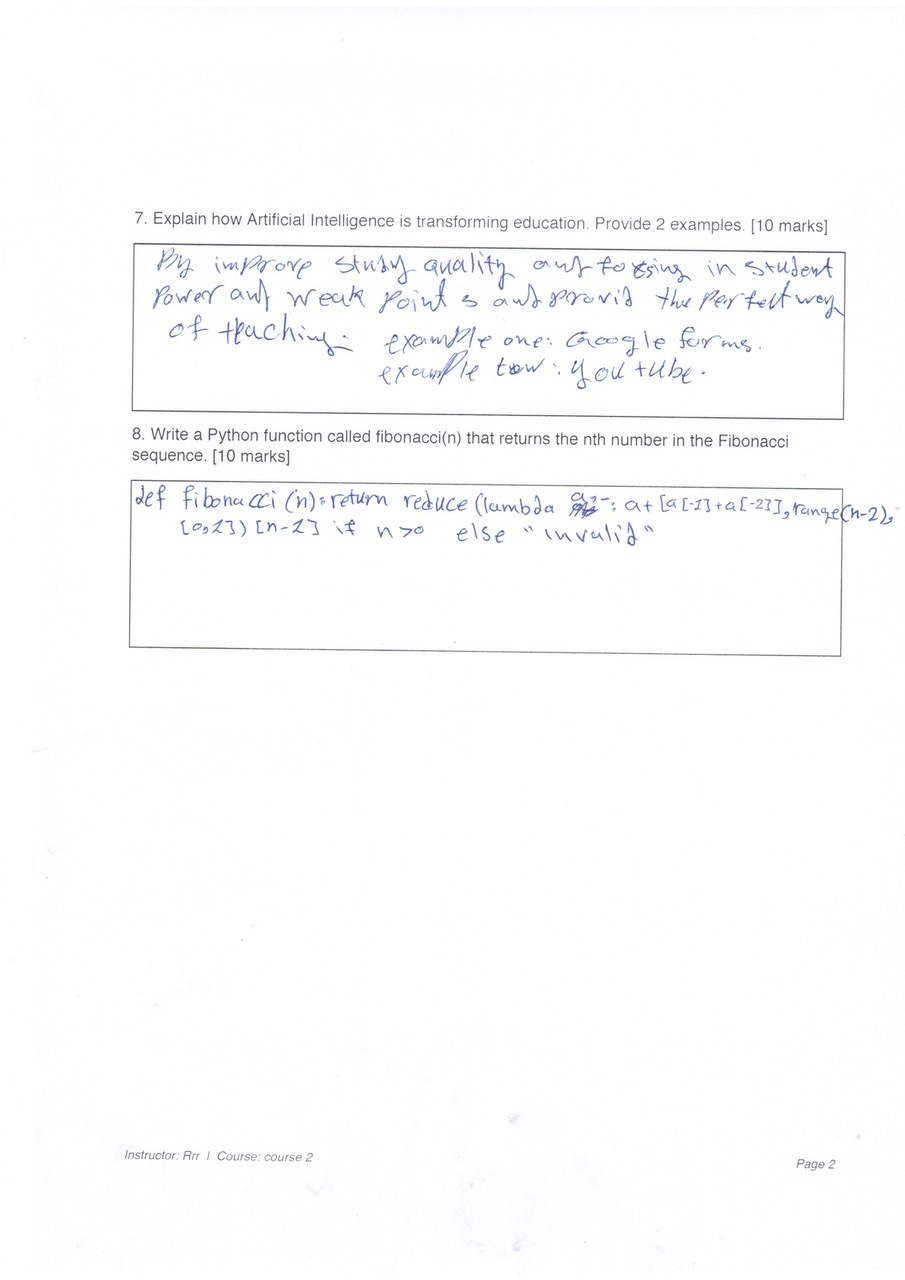 7. Explain how Artificial Intelligence is transforming education. Provide 2 examples. [10 marks]
By improve study quality and foxsing in student
Power and weak point s and provid the perfect way
of teaching. example one: Google forms.
example tow: you tube.
8. Write a Python function called fibonacci(n) that returns the nth number in the Fibonacci
sequence. [10 marks]
def fibonacci (n): return reduce (lambda a,_: a+ [a[-1]+a[-2]], range(n-2),
[0,1]) [n-1] if n>0 else "invalid"
Instructor: Rrr | Course: course 2
Page 2